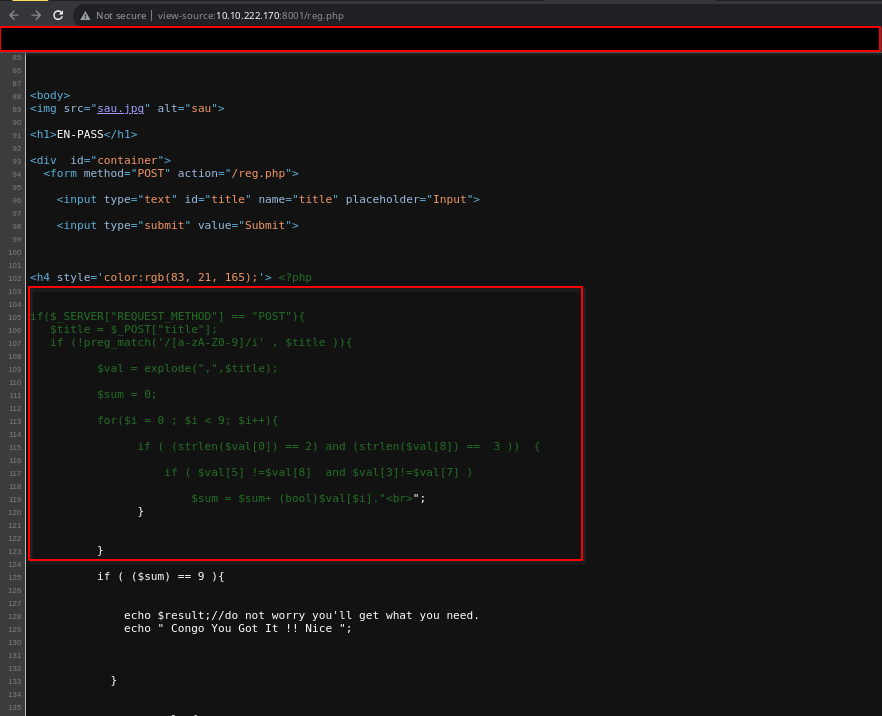 Not secure | view-source:10.10.222.170:8001/reg.php
85
86
87
88 <body>
89 <img src="sau.jpg" alt="sau">
90
91 <h1>EN-PASS</h1>
92
93 <div  id="container">
94   <form method="POST" action="/reg.php">
95
96     <input type="text" id="title" name="title" placeholder="Input">
97
98     <input type="submit" value="Submit">
99
100
101
102 <h4 style='color:rgb(83, 21, 165);'> <?php
103
104
105 if($_SERVER["REQUEST_METHOD"] == "POST"){
106    $title = $_POST["title"];
107    if (!preg_match('/[a-zA-Z0-9]/i' , $title )){
108
109           $val = explode(",",$title);
110
111           $sum = 0;
112
113           for($i = 0 ; $i < 9; $i++){
114
115                 if ( (strlen($val[0]) == 2) and (strlen($val[8]) ==  3 ))  {
116
117                     if ( $val[5] !=$val[8]  and $val[3]!=$val[7] )
118
119                         $sum = $sum+ (bool)$val[$i]."<br>";
120                 }
121
122
123           }
124
125           if ( ($sum) == 9 ){
126
127
128               echo $result;//do not worry you'll get what you need.
129               echo " Congo You Got It !! Nice ";
130
131
132
133             }
134
135